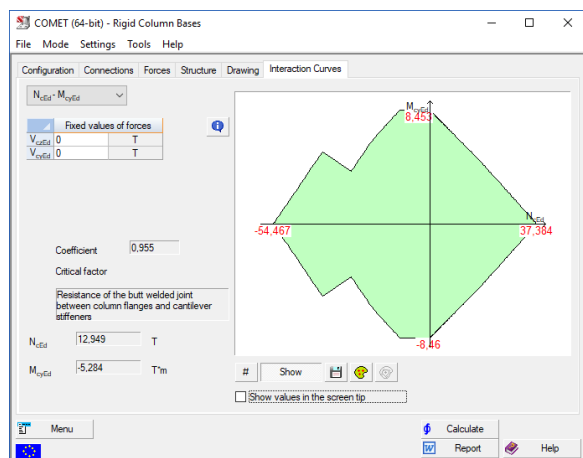 COMET (64-bit) - Rigid Column Bases
File Mode Settings Tools Help
Configuration Connections Forces Structure Drawing Interaction Curves
NcEd - McyEd
Fixed values of forces
VczEd 0 T
VcyEd 0 T
McyEd
8,453
NcEd
-54,467
37,384
-8,46
Coefficient 0,955
Critical factor
Resistance of the butt welded joint
between column flanges and cantilever
stiffeners
NcEd 12,949 T
McyEd -5,284 T*m
# Show
Show values in the screen tip
Menu
Calculate
W Report
Help